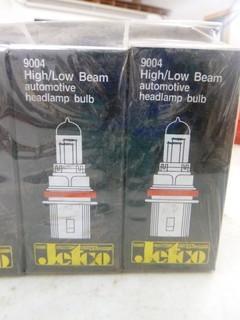 9004
High/Low Beam
automotive
headlamp bulb
Jetco
9004
High/Low Beam
automotive
headlamp bulb
Jetco